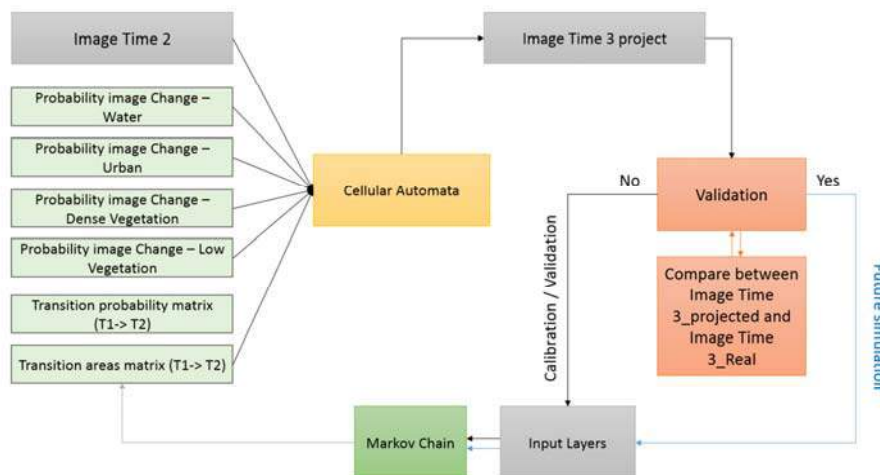 Image Time 2
Image Time 3 project
Probability image Change –
Water
Probability image Change –
Urban
Probability image Change –
Dense Vegetation
Probability image Change – Low
Vegetation
Transition probability matrix
(T1-> T2)
Transition areas matrix (T1-> T2)
Cellular Automata
No
Validation
Yes
Calibration / Validation
Compare between
Image Time
3_projected and
Image Time
3_Real
Future simulation
Markov Chain
Input Layers